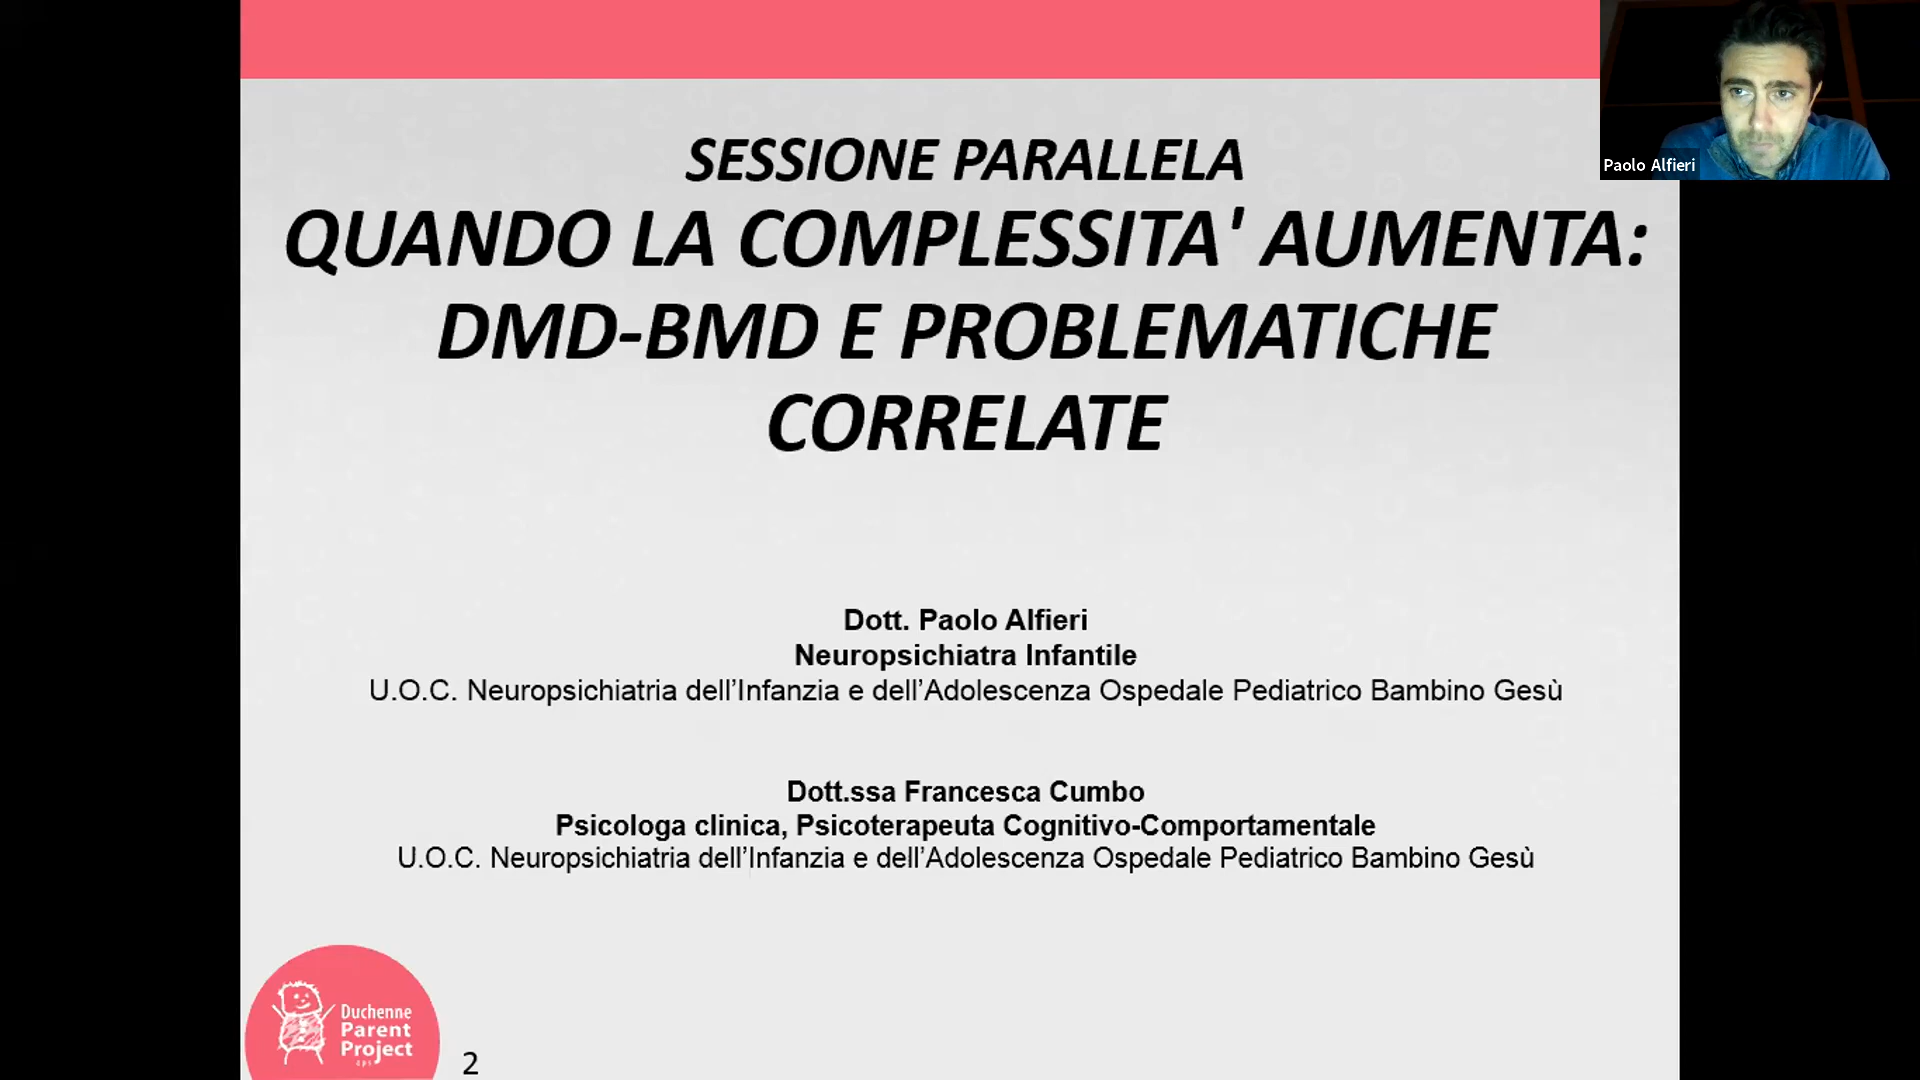 SESSIONE PARALLELA
QUANDO LA COMPLESSITA' AUMENTA:
DMD-BMD E PROBLEMATICHE
CORRELATE
Paolo Alfieri
Dott. Paolo Alfieri
Neuropsichiatra Infantile
U.O.C. Neuropsichiatria dell’Infanzia e dell’Adolescenza Ospedale Pediatrico Bambino Gesù
Dott.ssa Francesca Cumbo
Psicologa clinica, Psicoterapeuta Cognitivo-Comportamentale
U.O.C. Neuropsichiatria dell’Infanzia e dell’Adolescenza Ospedale Pediatrico Bambino Gesù
Duchenne
Parent
Project
2